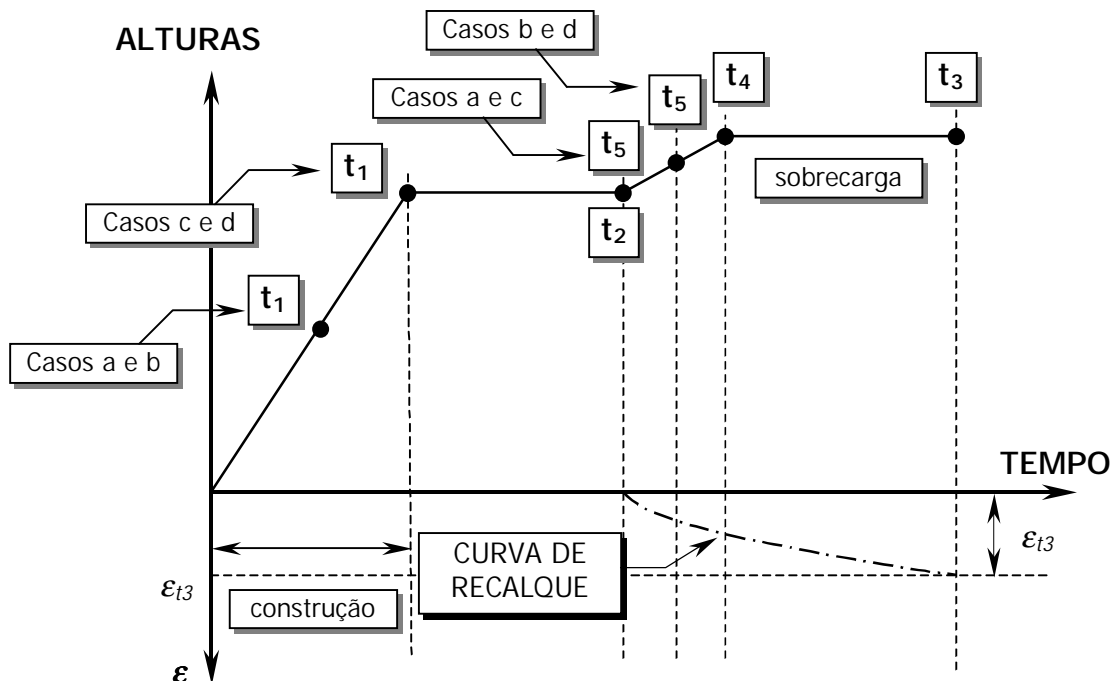 ALTURAS
Casos b e d
Casos a e c
t₅
t₄
t₃
t₅
t₁
sobrecarga
Casos c e d
t₂
t₁
Casos a e b
TEMPO
εt3
CURVA DE
RECALQUE
εt3
construção
ε